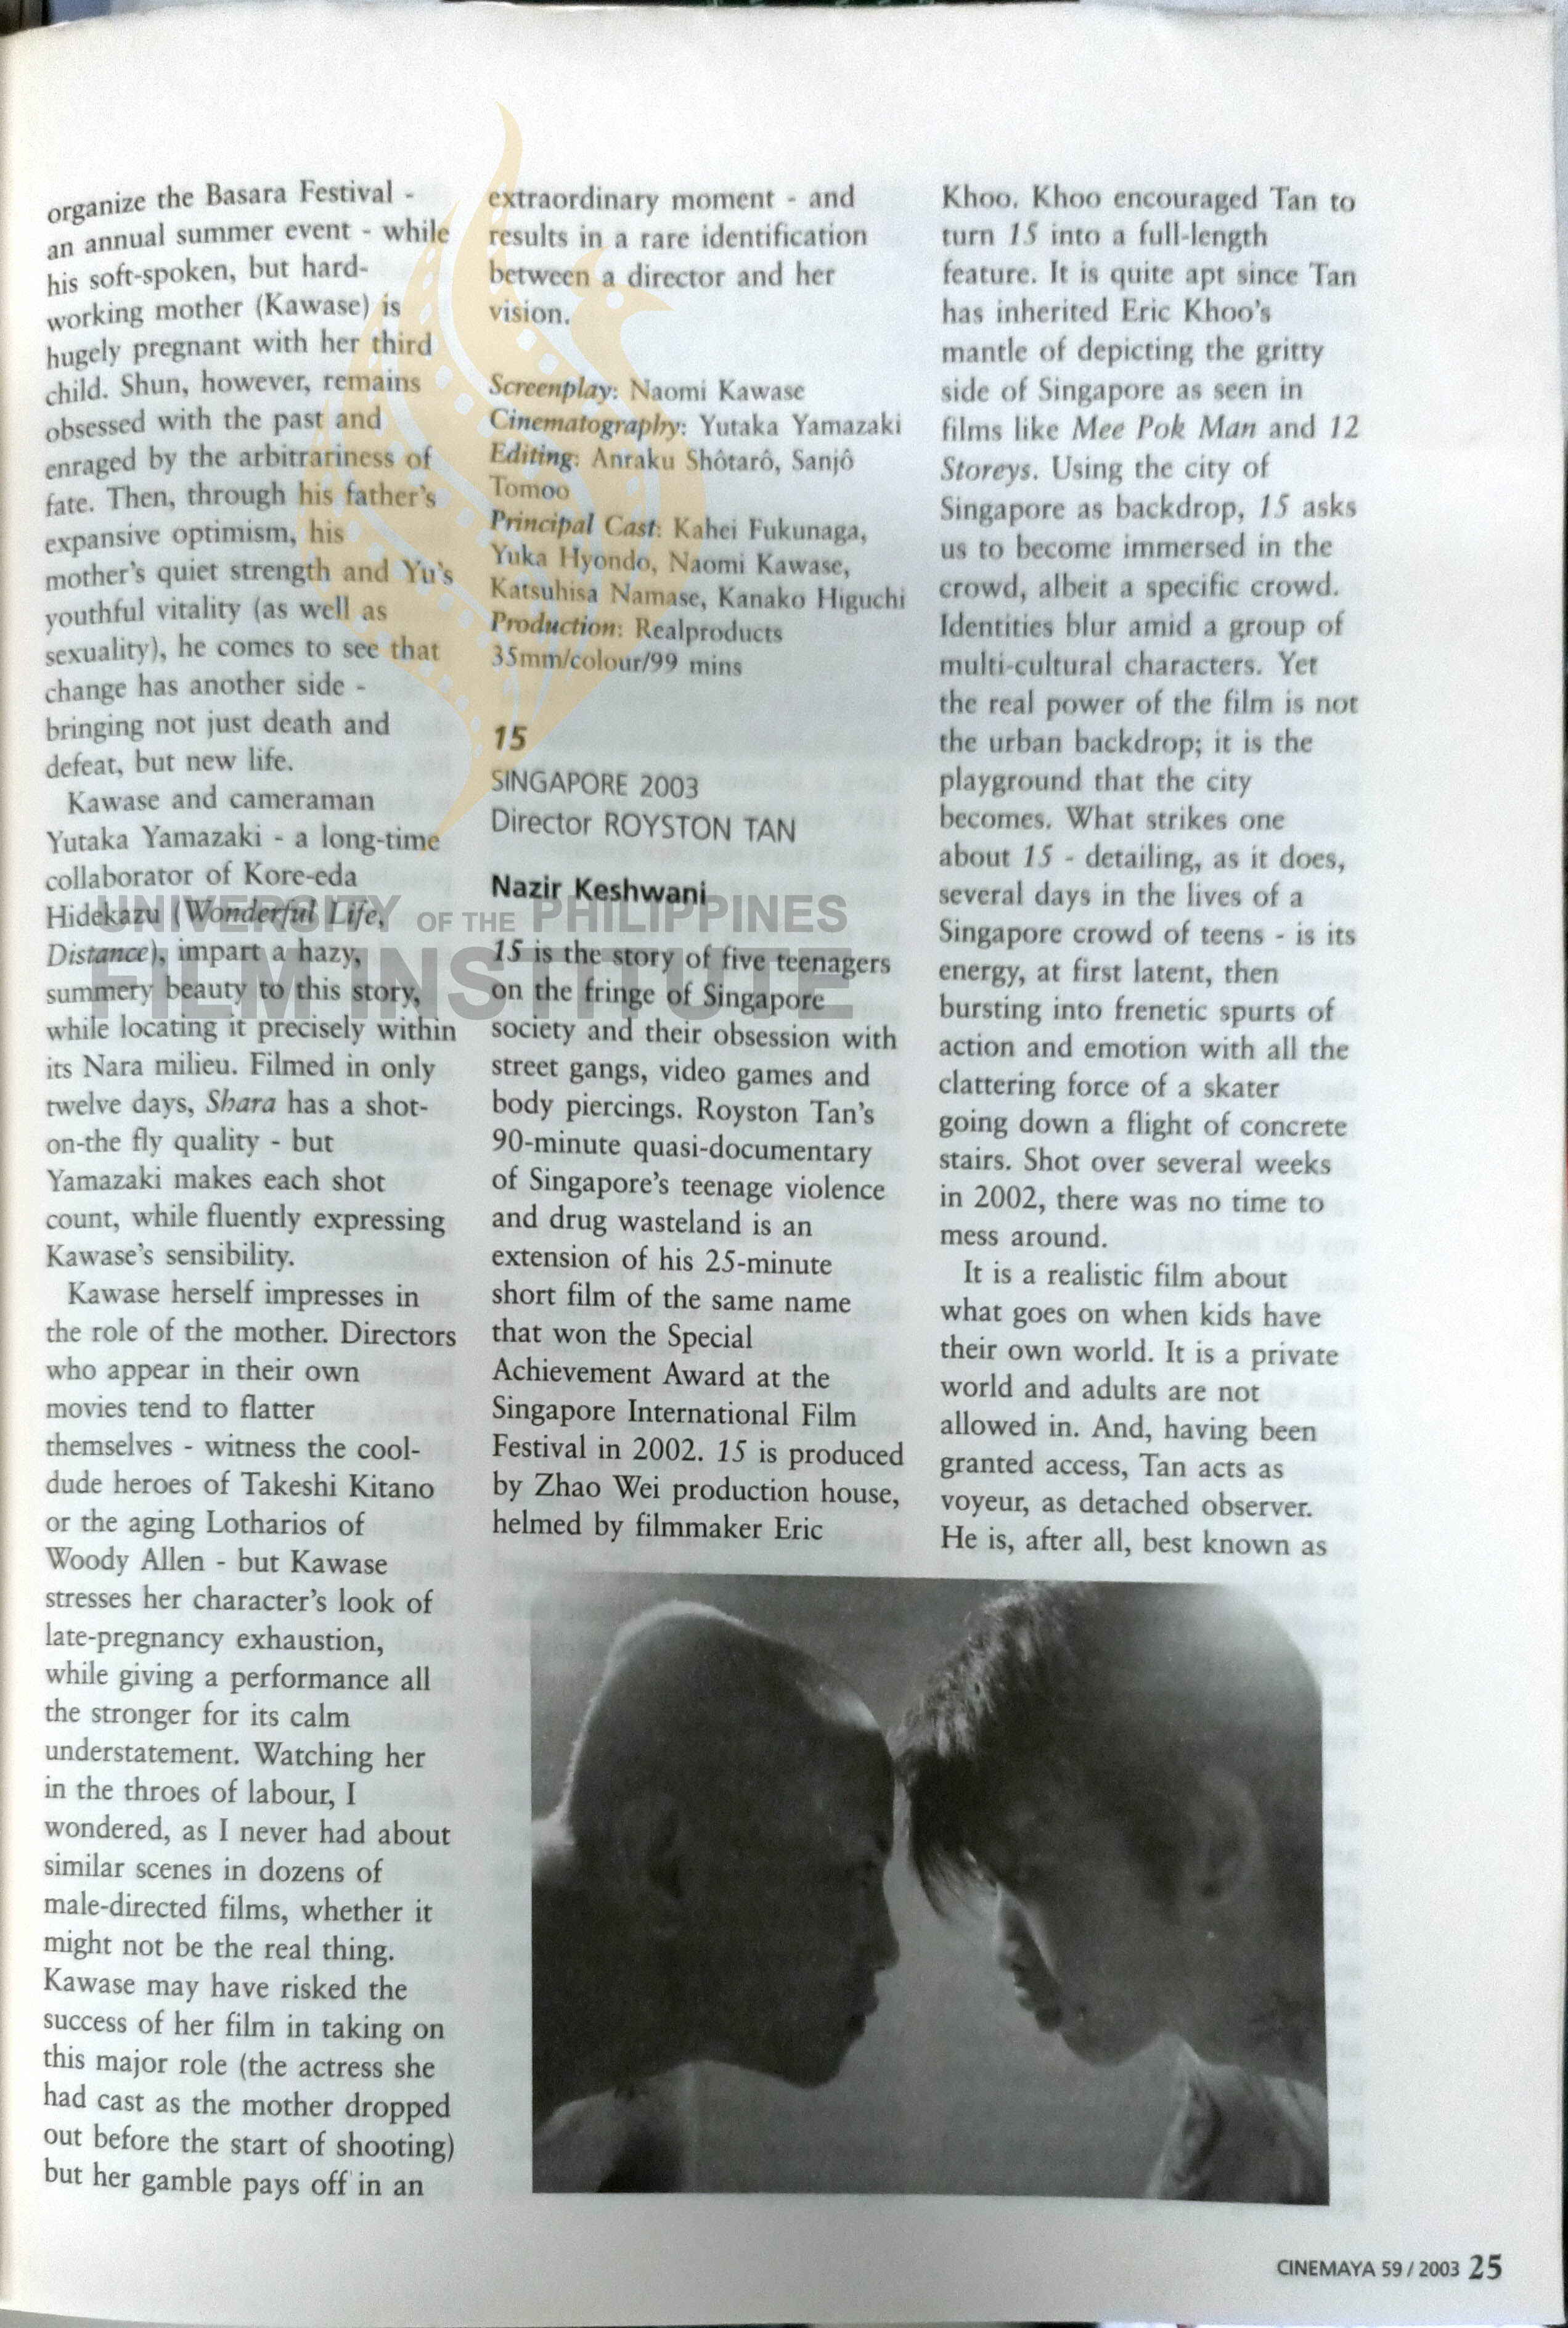 organize the Basara Festival -
an annual summer event - while
his soft-spoken, but hard-
working mother (Kawase) is
hugely pregnant with her third
child. Shun, however, remains
obsessed with the past and
enraged by the arbitrariness of
fate. Then, through his father's
expansive optimism, his
mother's quiet strength and Yu's
youthful vitality (as well as
sexuality), he comes to see that
change has another side -
bringing not just death and
defeat, but new life.
Kawase and cameraman
Yutaka Yamazaki - a long-time
collaborator of Kore-eda
Hidekazu (Wonderful Life,
Distance), impart a hazy,
summery beauty to this story,
while locating it precisely within
its Nara milieu. Filmed in only
twelve days, Shara has a shot-
on-the fly quality - but
Yamazaki makes each shot
count, while fluently expressing
Kawase's sensibility.
Kawase herself impresses in
the role of the mother. Directors
who appear in their own
movies tend to flatter
themselves - witness the cool-
dude heroes of Takeshi Kitano
or the aging Lotharios of
Woody Allen - but Kawase
stresses her character's look of
late-pregnancy exhaustion,
while giving a performance all
the stronger for its calm
understatement. Watching her
in the throes of labour, I
wondered, as I never had about
similar scenes in dozens of
male-directed films, whether it
might not be the real thing.
Kawase may have risked the
success of her film in taking on
this major role (the actress she
had cast as the mother dropped
out before the start of shooting)
but her gamble pays off in an
extraordinary moment - and
results in a rare identification
between a director and her
vision.
Screenplay: Naomi Kawase
Cinematography: Yutaka Yamazaki
Editing: Anraku Shôtarô, Sanjô
Tomoo
Principal Cast: Kahei Fukunaga,
Yuka Hyondo, Naomi Kawase,
Katsuhisa Namase, Kanako Higuchi
Production: Realproducts
35mm/colour/99 mins
15
SINGAPORE 2003
Director ROYSTON TAN
Nazir Keshwani
15 is the story of five teenagers
on the fringe of Singapore
society and their obsession with
street gangs, video games and
body piercings. Royston Tan's
90-minute quasi-documentary
of Singapore's teenage violence
and drug wasteland is an
extension of his 25-minute
short film of the same name
that won the Special
Achievement Award at the
Singapore International Film
Festival in 2002. 15 is produced
by Zhao Wei production house,
helmed by filmmaker Eric
Khoo. Khoo encouraged Tan to
turn 15 into a full-length
feature. It is quite apt since Tan
has inherited Eric Khoo's
mantle of depicting the gritty
side of Singapore as seen in
films like Mee Pok Man and 12
Storeys. Using the city of
Singapore as backdrop, 15 asks
us to become immersed in the
crowd, albeit a specific crowd.
Identities blur amid a group of
multi-cultural characters. Yet
the real power of the film is not
the urban backdrop; it is the
playground that the city
becomes. What strikes one
about 15 - detailing, as it does,
several days in the lives of a
Singapore crowd of teens - is its
energy, at first latent, then
bursting into frenetic spurts of
action and emotion with all the
clattering force of a skater
going down a flight of concrete
stairs. Shot over several weeks
in 2002, there was no time to
mess around.
It is a realistic film about
what goes on when kids have
their own world. It is a private
world and adults are not
allowed in. And, having been
granted access, Tan acts as
voyeur, as detached observer.
He is, after all, best known as
CINEMAYA 59 / 2003 25
UNIVERSITY OF THE PHILIPPINES
FILM INSTITUTE